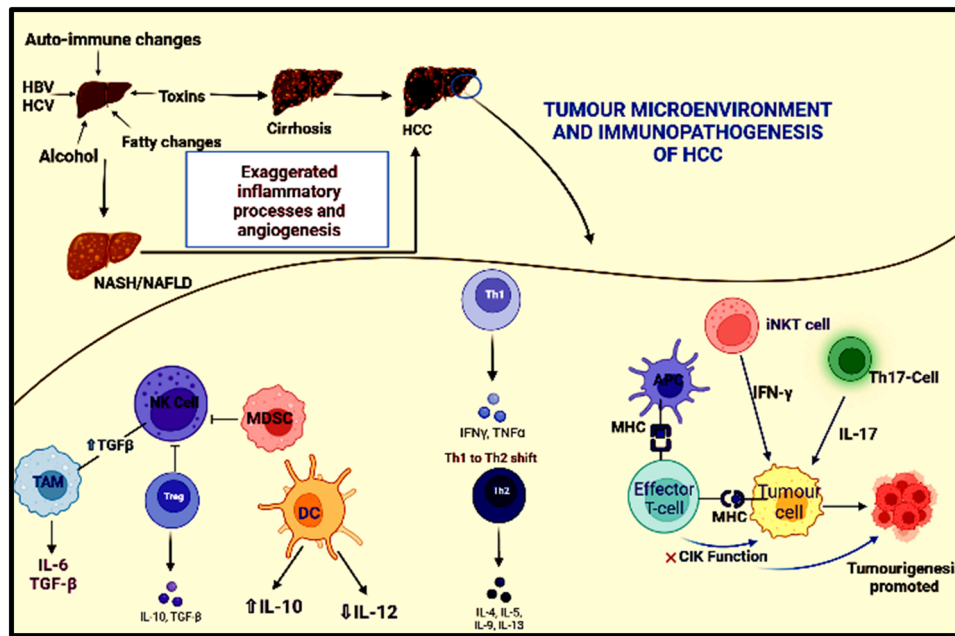 Auto-immune changes
HBV
HCV
Toxins
Alcohol
Fatty changes
Cirrhosis
HCC
TUMOUR MICROENVIRONMENT
AND IMMUNOPATHOGENESIS
OF HCC
Exaggerated
inflammatory
processes and
angiogenesis
NASH/NAFLD
NK Cell
MDSC
⇧TGFβ
TAM
IL-6
TGF-β
Treg
IL-10, TGF-β
DC
⇧IL-10
⇩IL-12
Th1
IFNγ, TNFα
Th1 to Th2 shift
Th2
IL-4, IL-5,
IL-9, IL-13
iNKT cell
APC
IFN-γ
Th17-Cell
MHC
IL-17
Effector
T-cell
MHC
Tumour
cell
× CIK Function
Tumourigenesis
promoted